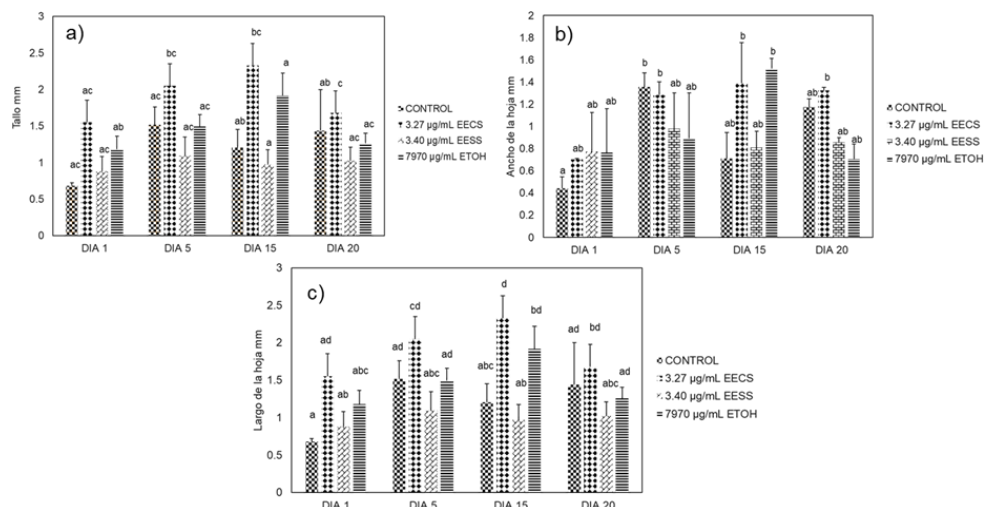 a)
Tallo mm
3
2.5
2
1.5
1
0.5
0
ac
ac
ac
ab
ac
bc
ac
ac
ac
b
a
a
ab
c
ac
ac
DIA 1
DIA 5
DIA 15
DIA 20
CONTROL
3.27 µg/mL EECS
3.40 µg/mL EESS
7970 µg/mL ETOH
b)
Ancho de la hoja mm
2
1.8
1.6
1.4
1.2
1
0.8
0.6
0.4
0.2
0
a
ab
ab
ab
b
b
ab
ab
ab
b
ab
b
ab
b
ab
ab
DIA 1
DIA 5
DIA 15
DIA 20
CONTROL
3.27 µg/mL EECS
3.40 µg/mL EESS
7970 µg/mL ETOH
c)
Largo de la hoja mm
3
2.5
2
1.5
1
0.5
0
a
ad
ab
abc
ad
cd
abc
ad
abc
d
ab
bd
ad
bd
abc
ad
DIA 1
DIA 5
DIA 15
DIA 20
CONTROL
3.27 µg/mL EECS
3.40 µg/mL EESS
7970 µg/mL ETOH